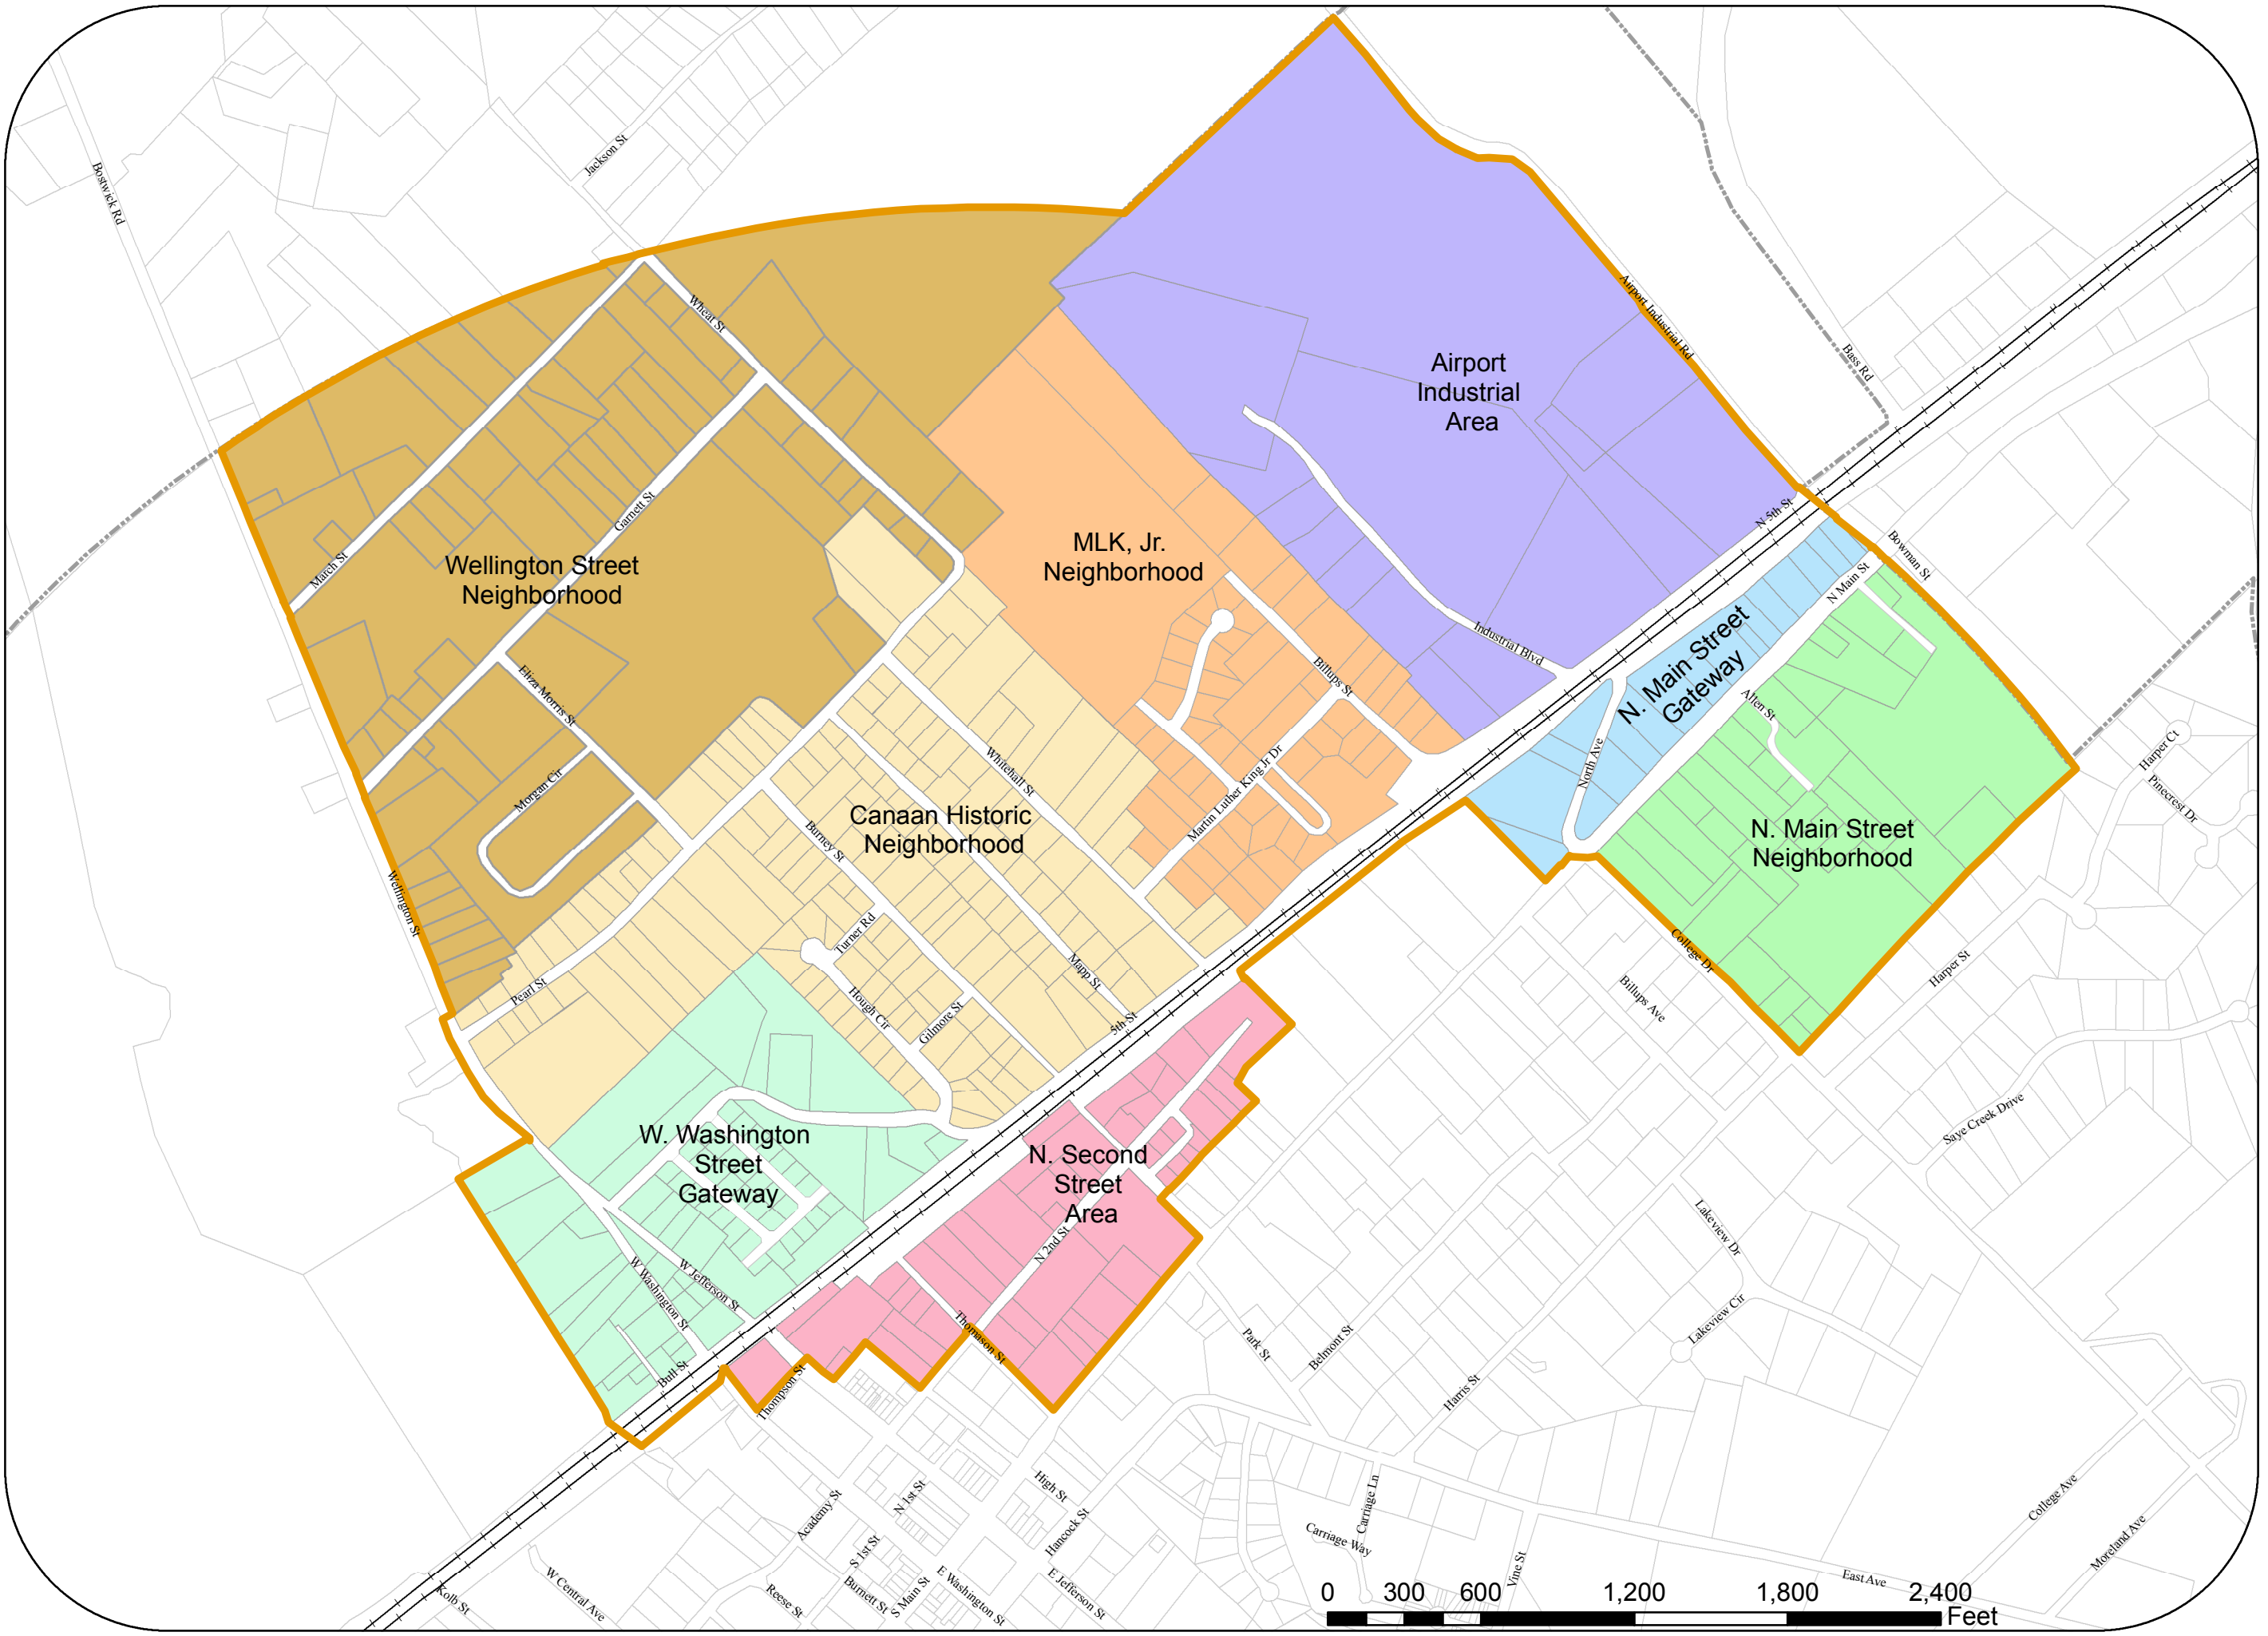 Jackson St
Bostwick Rd
Wheat St
Airport Industrial Rd
Bass Rd
Airport
Industrial
Area
Garnett St
N 5th St
March St
Wellington Street
Neighborhood
MLK, Jr.
Neighborhood
Bowman St
N Main St
Industrial Blvd
N. Main Street
Gateway
Eliza Morris St
Billups St
Allen St
Harper Ct
Pinecrest Dr
Whitehall St
Martin Luther King Jr Dr
North Ave
Morgan Cir
Canaan Historic
Neighborhood
Burney St
N. Main Street
Neighborhood
Wellington St
Turner Rd
College Dr
Harper St
Billups Ave
Mapp St
Pearl St
Hough Cir
Gilmore St
5th St
Saye Creek Drive
W. Washington
Street
Gateway
N. Second
Street
Area
Lakeview Dr
N 2nd St
W Washington St
W Jefferson St
Thomason St
Park St
Belmont St
Lakeview Cir
Bull St
Thompson St
Harris St
High St
N 1st St
Academy St
Hancock St
Carriage Ln
Carriage Way
College Ave
Moreland Ave
S 1st St
Vine St
East Ave
Kolb St
W Central Ave
Reese St
Burnett St
S Main St
E Washington St
E Jefferson St
0 300 600 1,200 1,800 2,400
Feet